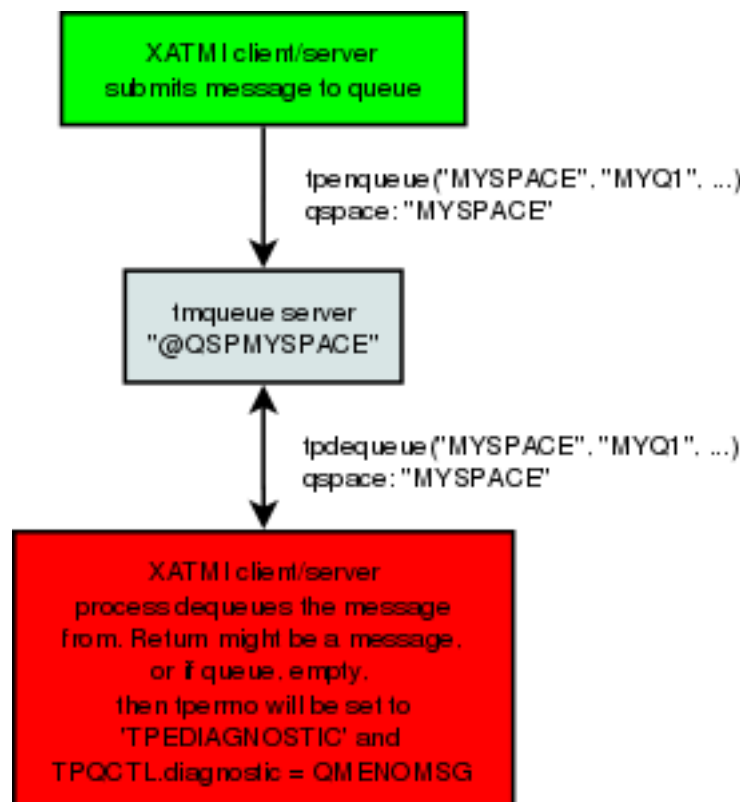 XATMI client/server
submits message to queue
tpenqueue("MYSPACE", "MYQ1", ...)
qspace: "MYSPACE"
tmqueue server
"@QSPMYSPACE"
tpdequeue("MYSPACE", "MYQ1", ...)
qspace: "MYSPACE"
XATMI client/server
process dequeues the message
from. Return might be a message,
or if queue, empty,
then tperrno will be set to
'TPEDIAGNOSTIC' and
TPQCTL.diagnostic = QMENOMSG